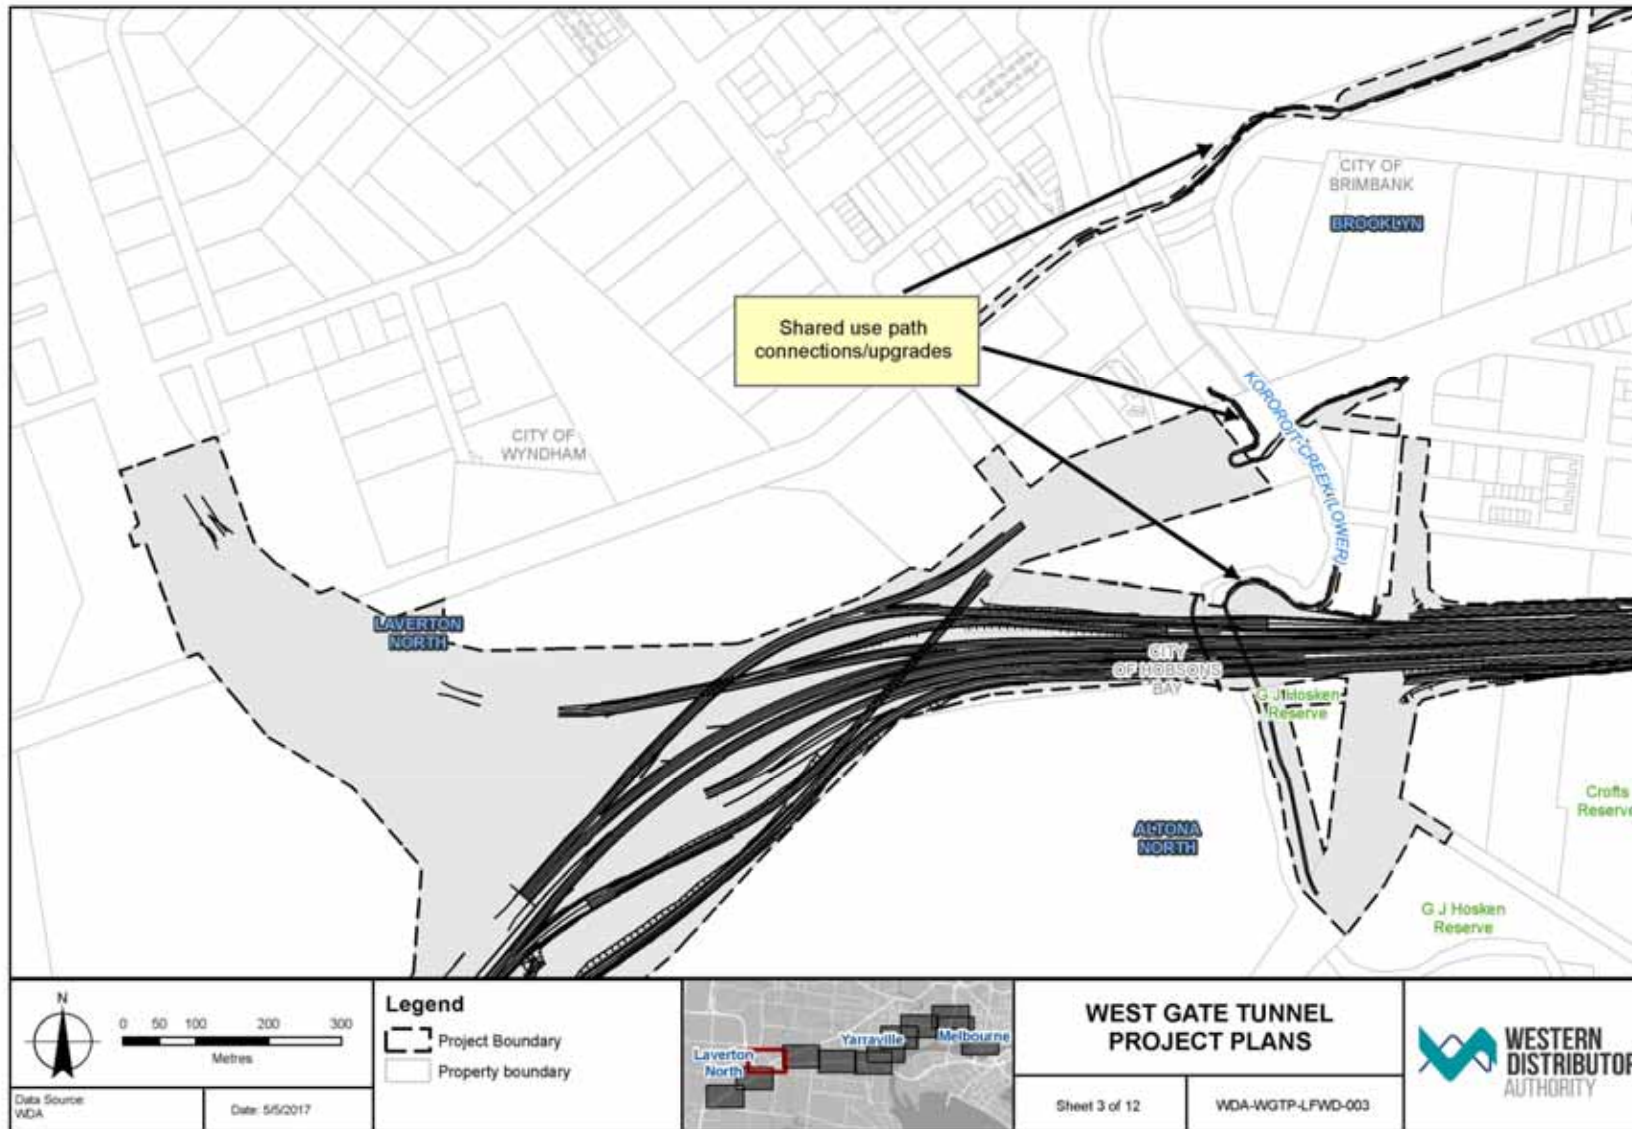 CITY OF
BRIMBANK
BROOKLYN
Shared use path
connections/upgrades
KOROROIT CREEK (LOWER)
CITY OF
WYNDHAM
LAVERTON
NORTH
CITY
OF HOBSONS
BAY
G J Hosken
Reserve
Crofts
Reserve
ALTONA
NORTH
G J Hosken
Reserve
N
0 50 100 200 300
Metres
Data Source:
WDA
Date: 5/5/2017
Legend
Project Boundary
Property boundary
Laverton
North
Yarraville
Melbourne
WEST GATE TUNNEL
PROJECT PLANS
Sheet 3 of 12
WDA-WGTP-LFWD-003
WESTERN
DISTRIBUTOR
AUTHORITY